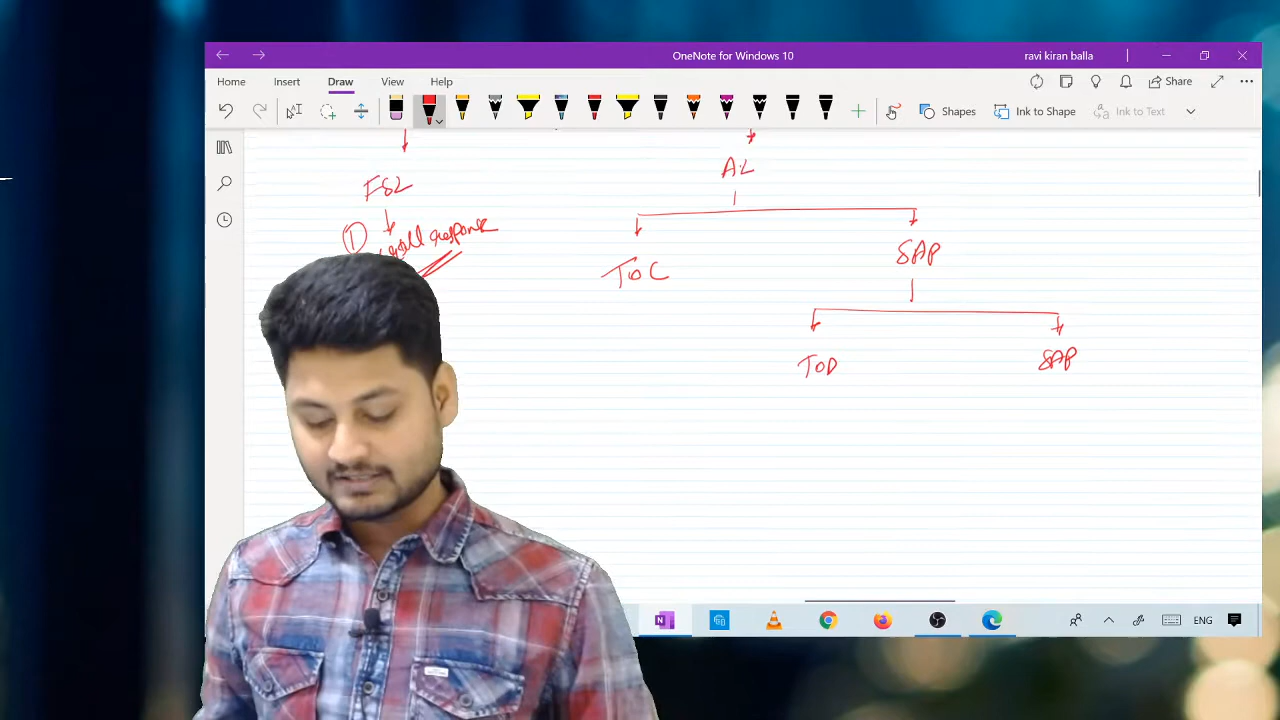 OneNote for Windows 10
ravi kiran balla
Home Insert Draw View Help
Share
Shapes
Ink to Shape
Ink to Text
AL
FSL
1
response
TOC
SAP
TOD
SAP
ENG